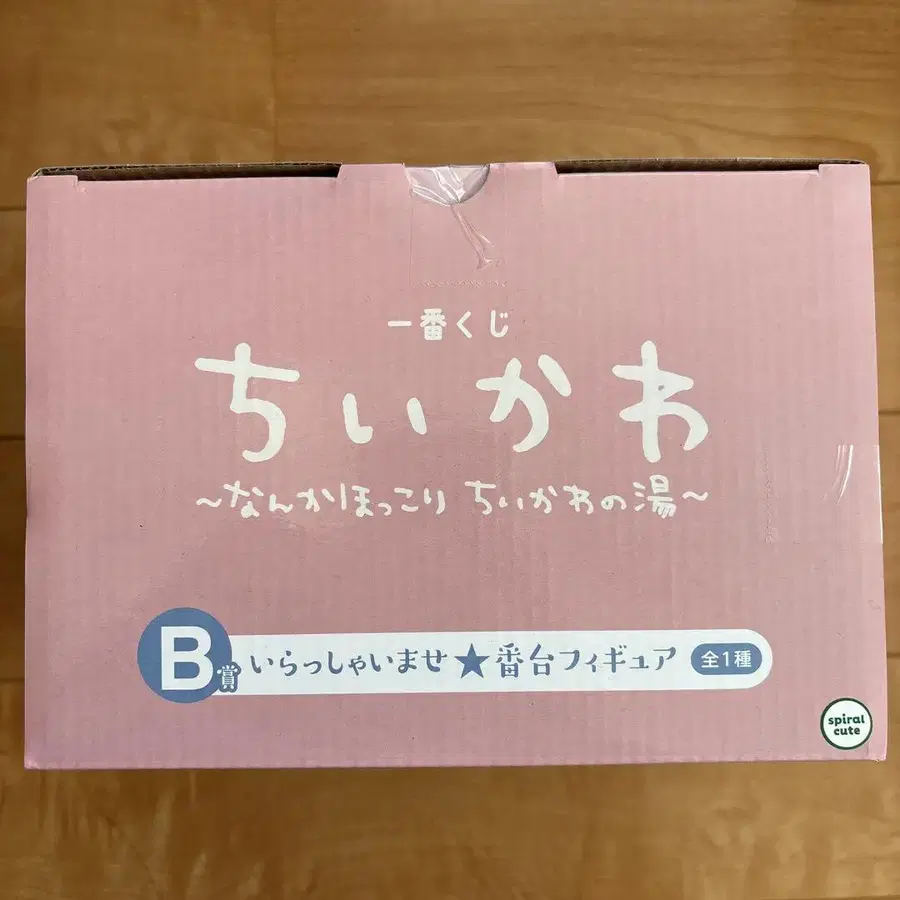 一番くじ
ちいかわ
～なんかほっこり ちいかわの湯～
B賞 いらっしゃいませ★番台フィギュア 全1種
spiral
cute